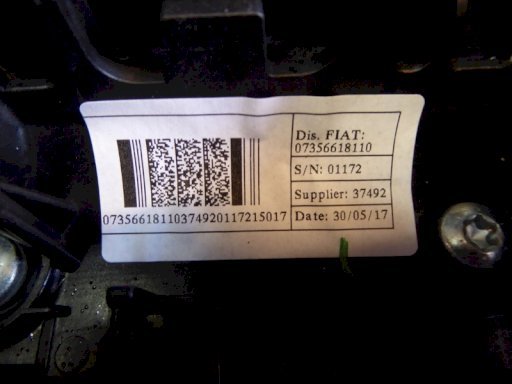 Dis. FIAT:
07356618110
S/N: 01172
Supplier: 37492
Date: 30/05/17
07356618110374920117215017